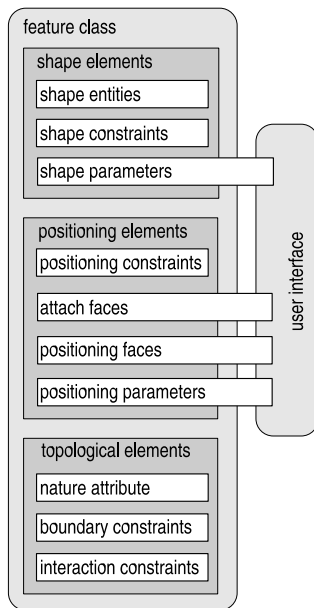 feature class
shape elements
shape entities
shape constraints
shape parameters
positioning elements
positioning constraints
attach faces
positioning faces
positioning parameters
topological elements
nature attribute
boundary constraints
interaction constraints
user interface